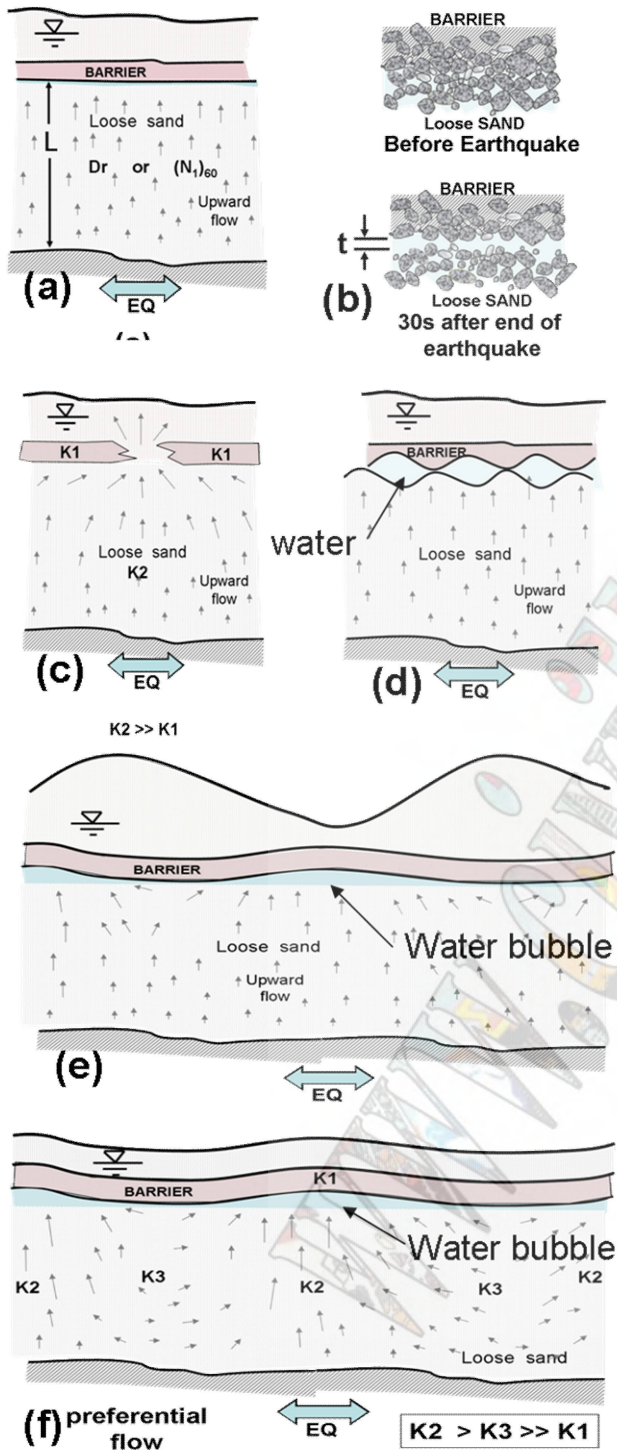 BARRIER
Loose sand
L
Dr or (N1)60
Upward
flow
(a)
EQ
BARRIER
Loose SAND
Before Earthquake
BARRIER
t
(b)
Loose SAND
30s after end of
earthquake
K1 K1
Loose sand
K2
Upward
flow
(c)
EQ
BARRIER
water
Loose sand
Upward
flow
(d)
EQ
K2 >> K1
BARRIER
Water bubble
Loose sand
Upward
flow
(e)
EQ
K1
BARRIER
Water bubble
K2 K3 K2 K3 K2
Loose sand
(f) preferential
flow
EQ
K2 > K3 >> K1